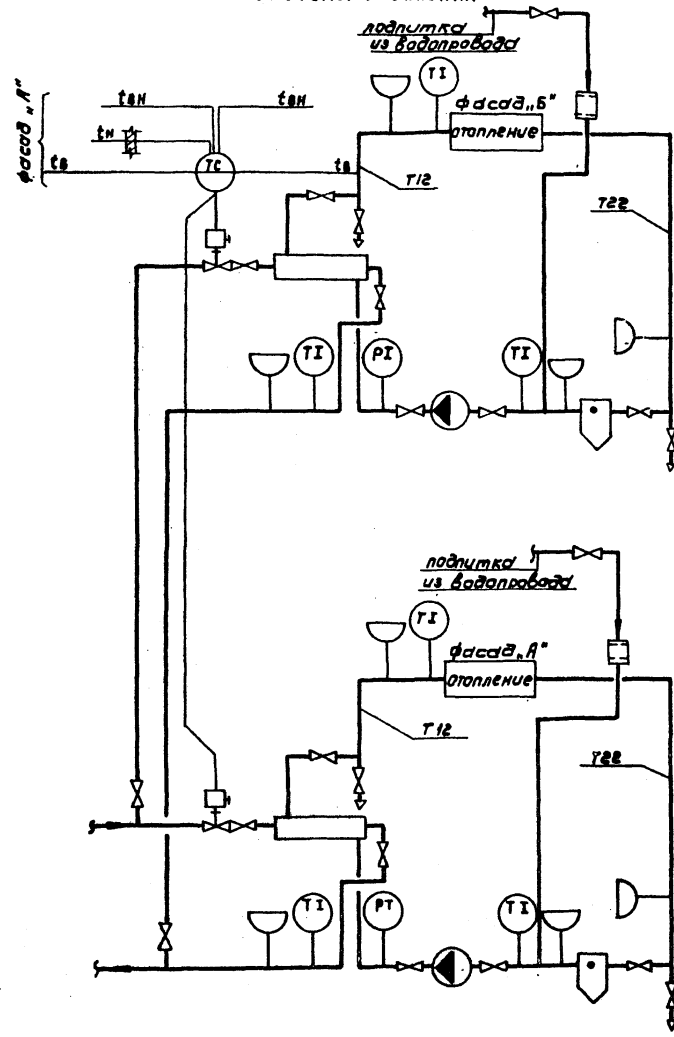 подпитка
из водопровода
TI
фасад „Б"
отопление
tвн
tвн
tн
фасад „А"
tв
TC
tв
T12
T22
TI
PI
TI
подпитка
из водопровода
TI
фасад „А"
отопление
T12
T22
TI
PT
TI